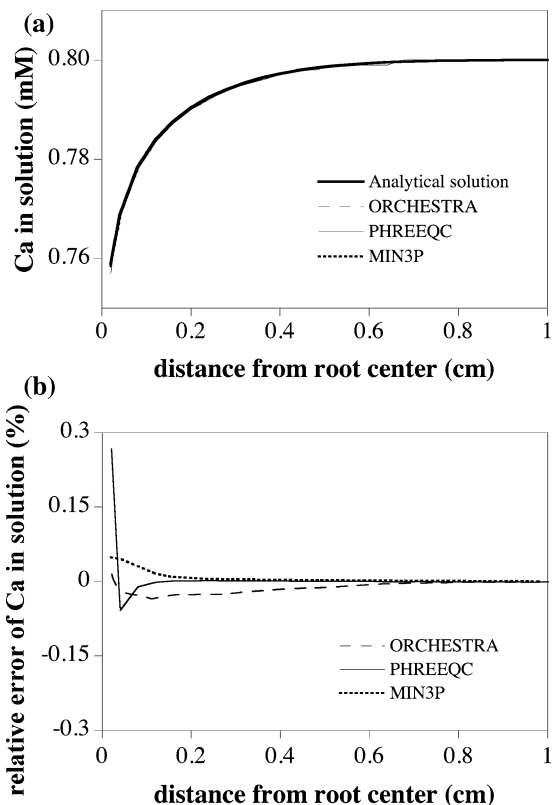 (a)
Ca in solution (mM)
0.80
0.78
0.76
Analytical solution
ORCHESTRA
PHREEQC
MIN3P
0 0.2 0.4 0.6 0.8 1
distance from root center (cm)
(b)
relative error of Ca in solution (%)
0.3
0.15
0
-0.15
-0.3
ORCHESTRA
PHREEQC
MIN3P
0 0.2 0.4 0.6 0.8 1
distance from root center (cm)